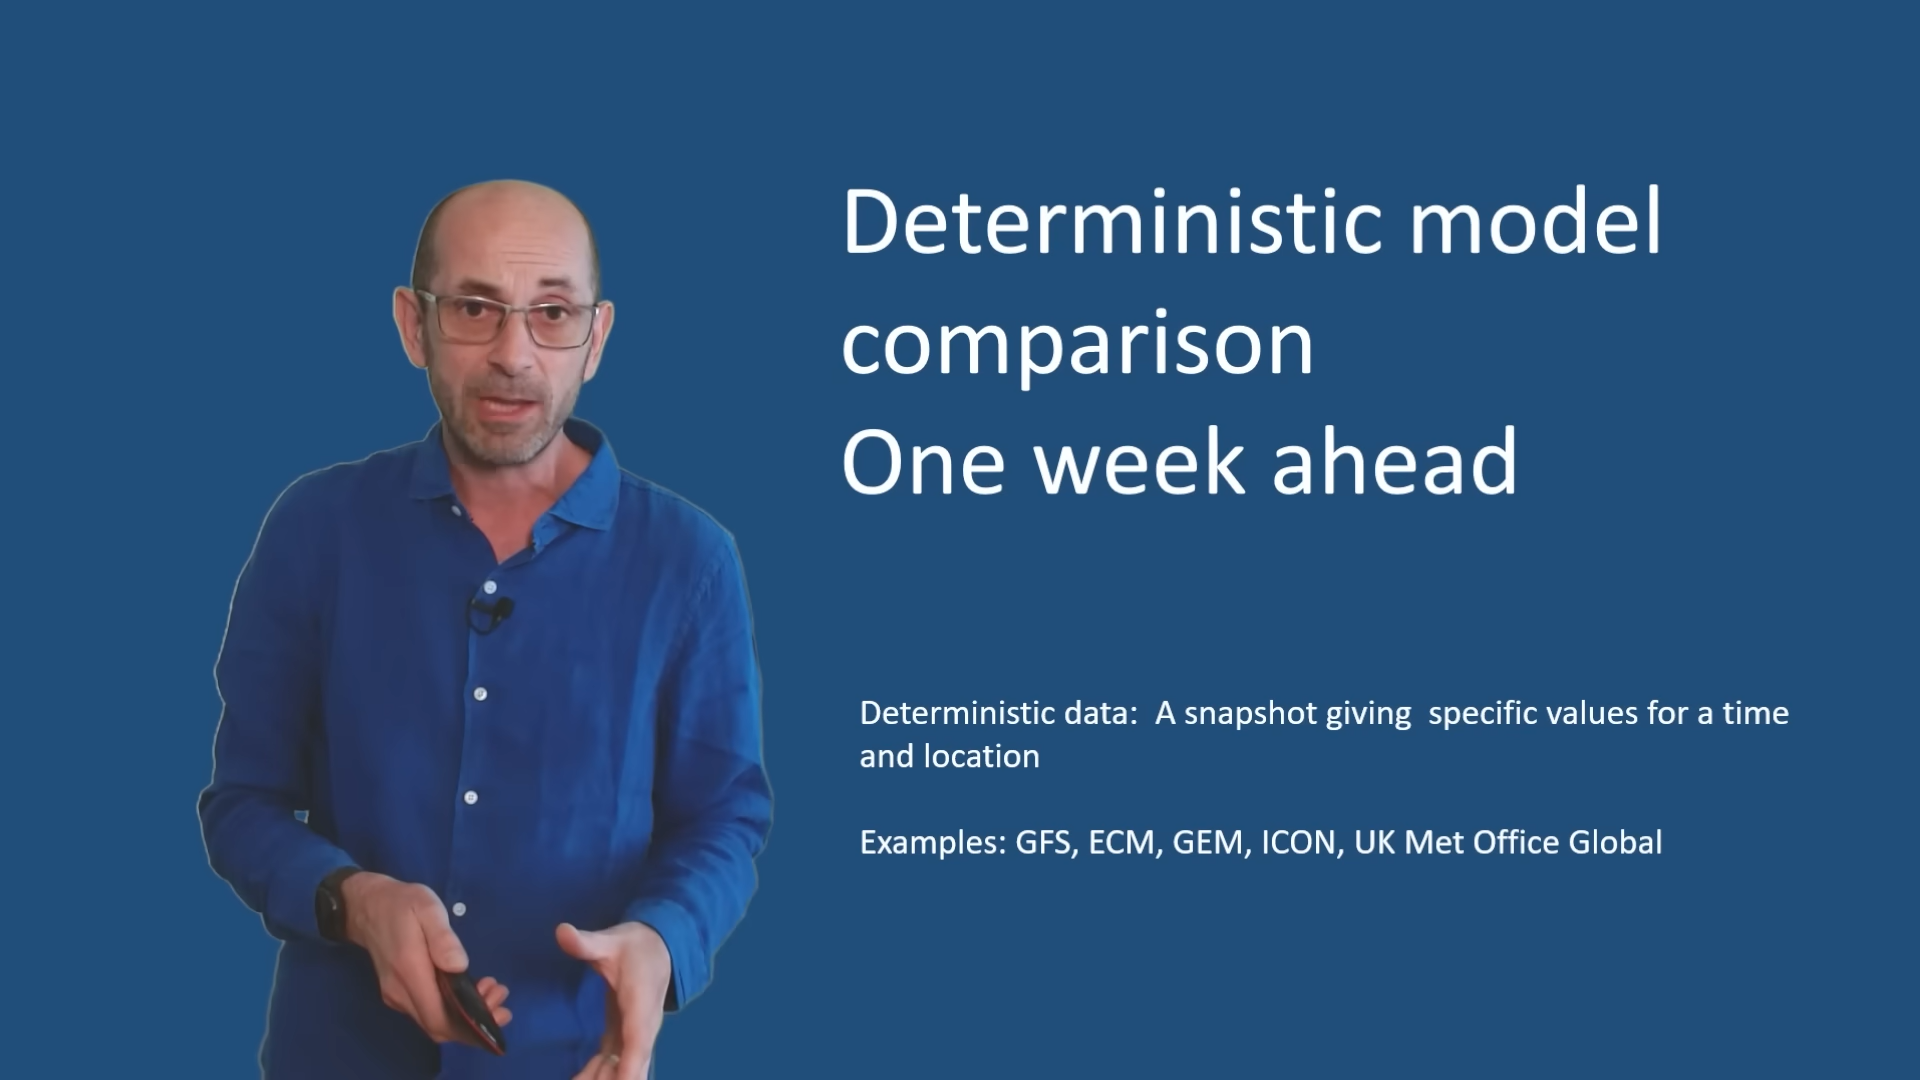 Deterministic model
comparison
One week ahead
Deterministic data:  A snapshot giving  specific values for a time
and location
Examples: GFS, ECM, GEM, ICON, UK Met Office Global